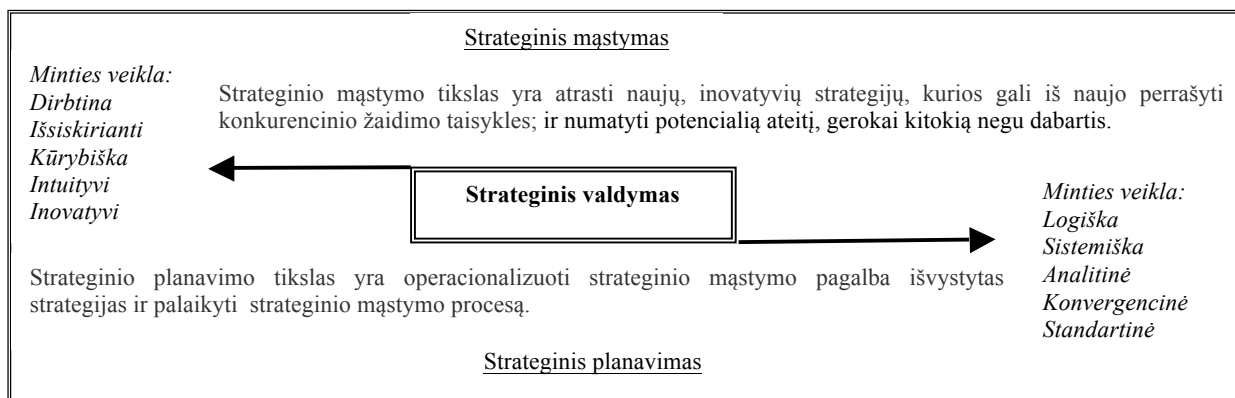 Strateginis mąstymas
Minties veikla:
Dirbtina
Išsiskirianti
Kūrybiška
Intuityvi
Inovatyvi
Strateginio mąstymo tikslas yra atrasti naujų, inovatyvių strategijų, kurios gali iš naujo perrašyti
konkurencinio žaidimo taisykles; ir numatyti potencialią ateitį, gerokai kitokią negu dabartis.
Strateginis valdymas
Minties veikla:
Logiška
Sistemiška
Analitinė
Konvergencinė
Standartinė
Strateginio planavimo tikslas yra operacionalizuoti strateginio mąstymo pagalba išvystytas
strategijas ir palaikyti strateginio mąstymo procesą.
Strateginis planavimas